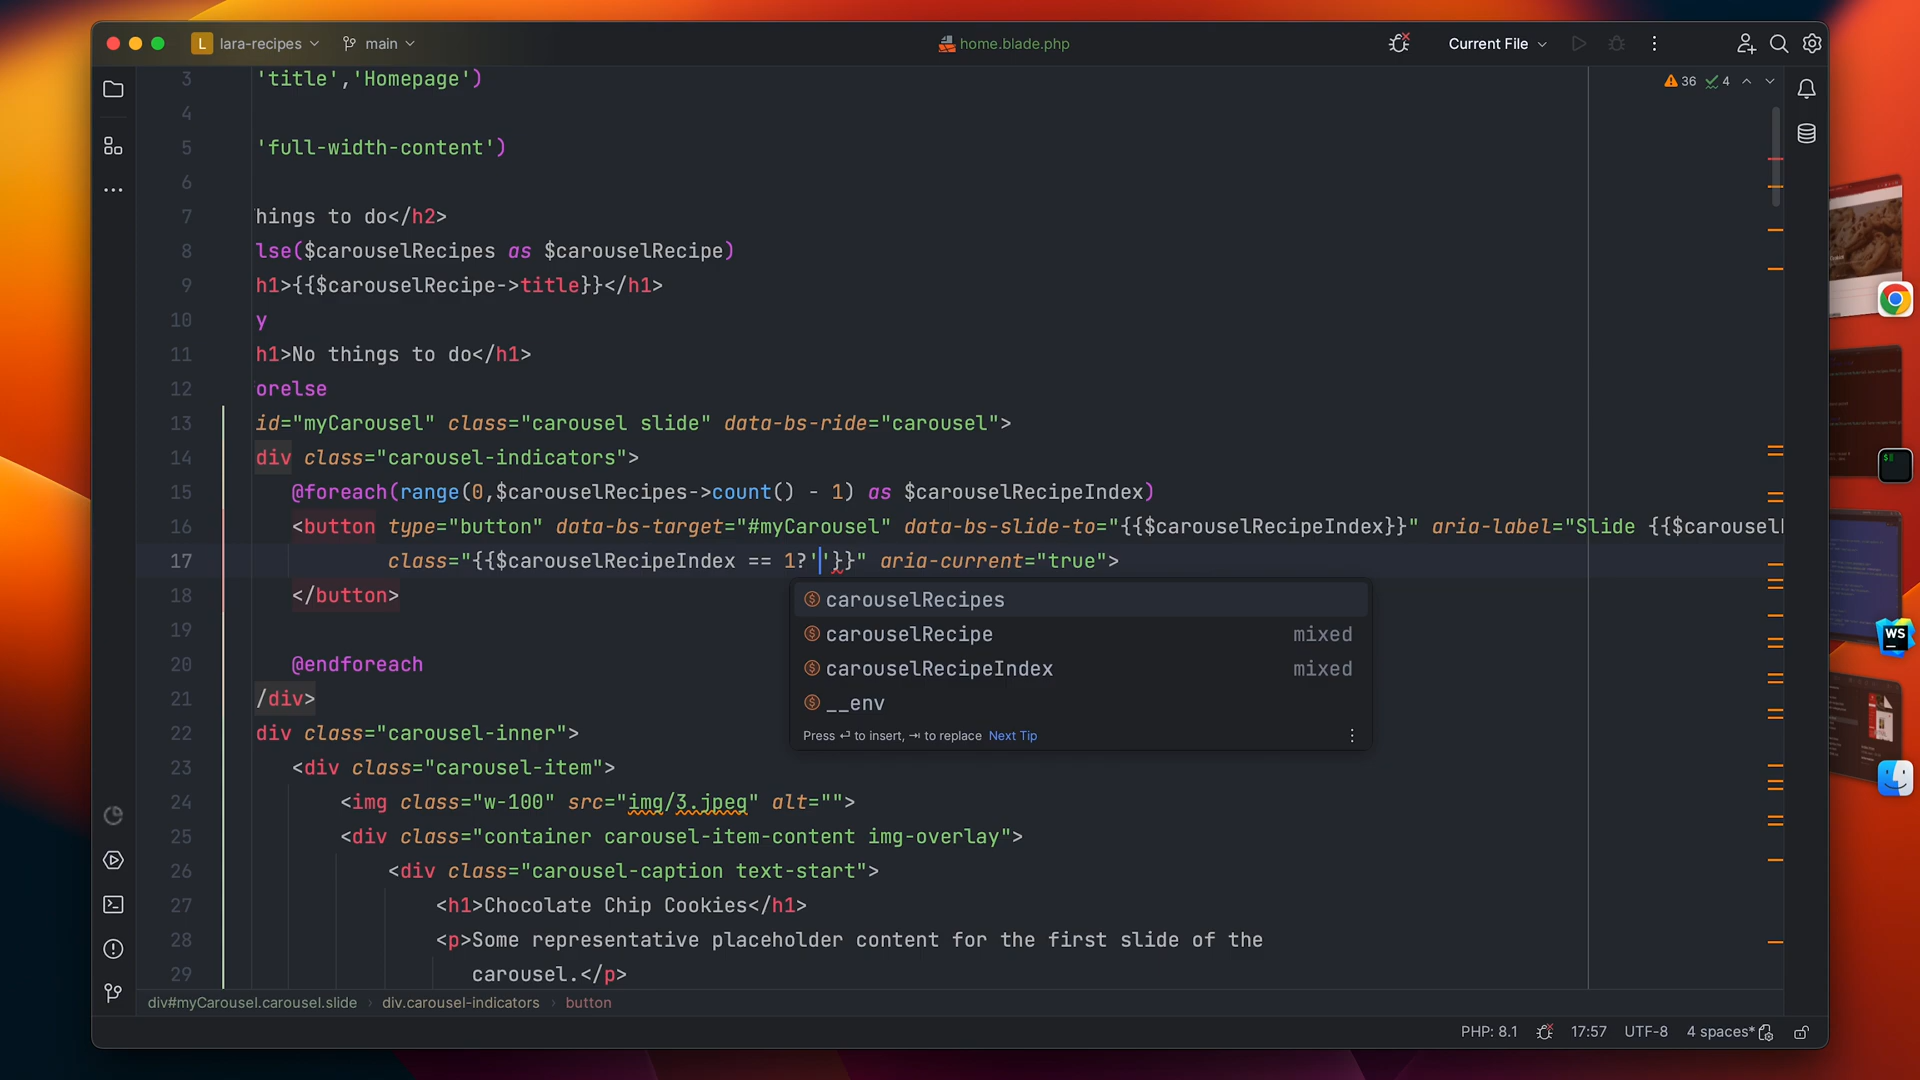 L lara-recipes main home.blade.php Current File
3 'title','Homepage')
36 4
4
5 'full-width-content')
6
7 hings to do</h2>
8 lse($carouselRecipes as $carouselRecipe)
9 h1>{{$carouselRecipe->title}}</h1>
10 y
11 h1>No things to do</h1>
12 orelse
13 id="myCarousel" class="carousel slide" data-bs-ride="carousel">
14 div class="carousel-indicators">
15 @foreach(range(0,$carouselRecipes->count() - 1) as $carouselRecipeIndex)
16 <button type="button" data-bs-target="#myCarousel" data-bs-slide-to="{{$carouselRecipeIndex}}" aria-label="Slide {{$carousel
17 class="{{$carouselRecipeIndex == 1?''}}" aria-current="true">
18 </button>
carouselRecipes
19
carouselRecipe mixed
20 @endforeach
carouselRecipeIndex mixed
21 /div>
__env
22 div class="carousel-inner">
Press ⏎ to insert, ⇥ to replace Next Tip
23 <div class="carousel-item">
24 <img class="w-100" src="img/3.jpeg" alt="">
25 <div class="container carousel-item-content img-overlay">
26 <div class="carousel-caption text-start">
27 <h1>Chocolate Chip Cookies</h1>
28 <p>Some representative placeholder content for the first slide of the
29 carousel.</p>
div#myCarousel.carousel.slide › div.carousel-indicators › button
PHP: 8.1 17:57 UTF-8 4 spaces*
WS